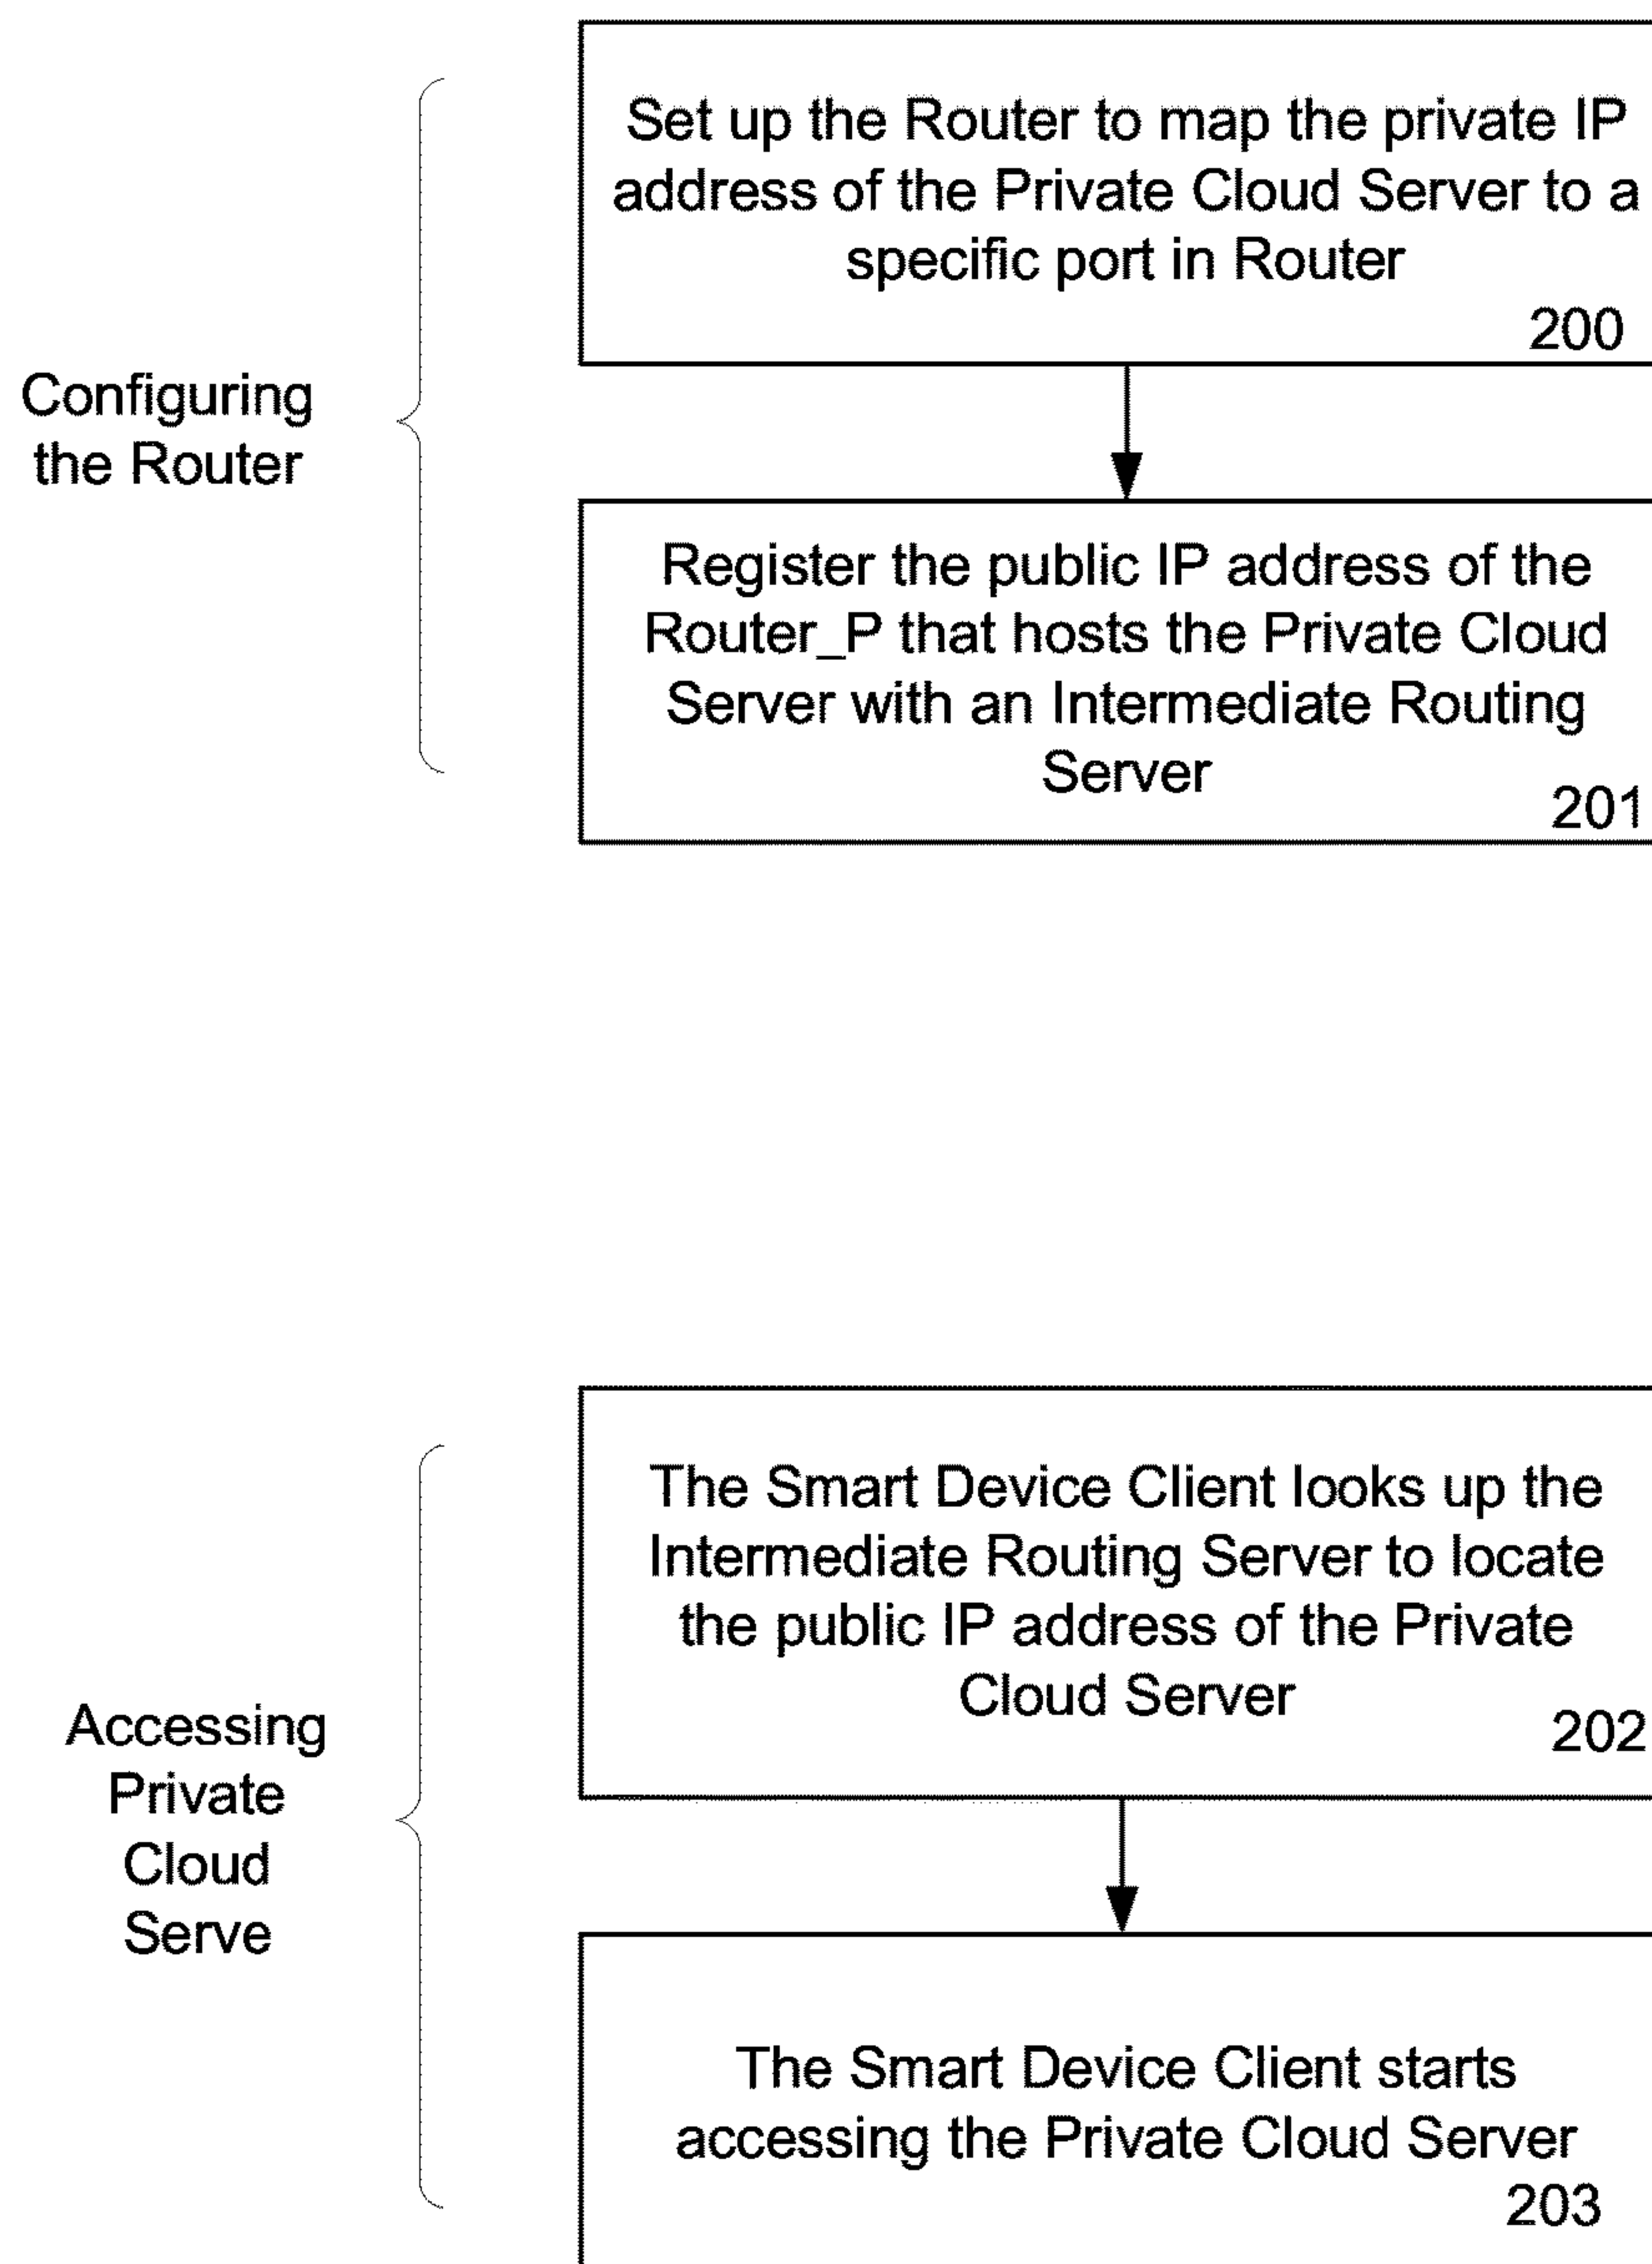 Configuring
the Router
Set up the Router to map the private IP
address of the Private Cloud Server to a
specific port in Router
200
Register the public IP address of the
Router_P that hosts the Private Cloud
Server with an Intermediate Routing
Server
201
Accessing
Private
Cloud
Serve
The Smart Device Client looks up the
Intermediate Routing Server to locate
the public IP address of the Private
Cloud Server
202
The Smart Device Client starts
accessing the Private Cloud Server
203